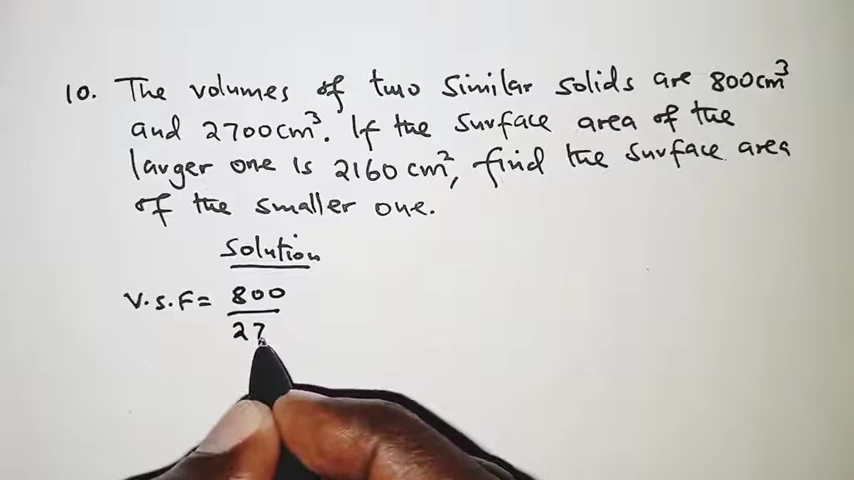 10. The volumes of two similar solids are 800cm³
and 2700cm³. If the surface area of the
larger one is 2160 cm², find the surface area
of the smaller one.
Solution
V.S.F = 800
27